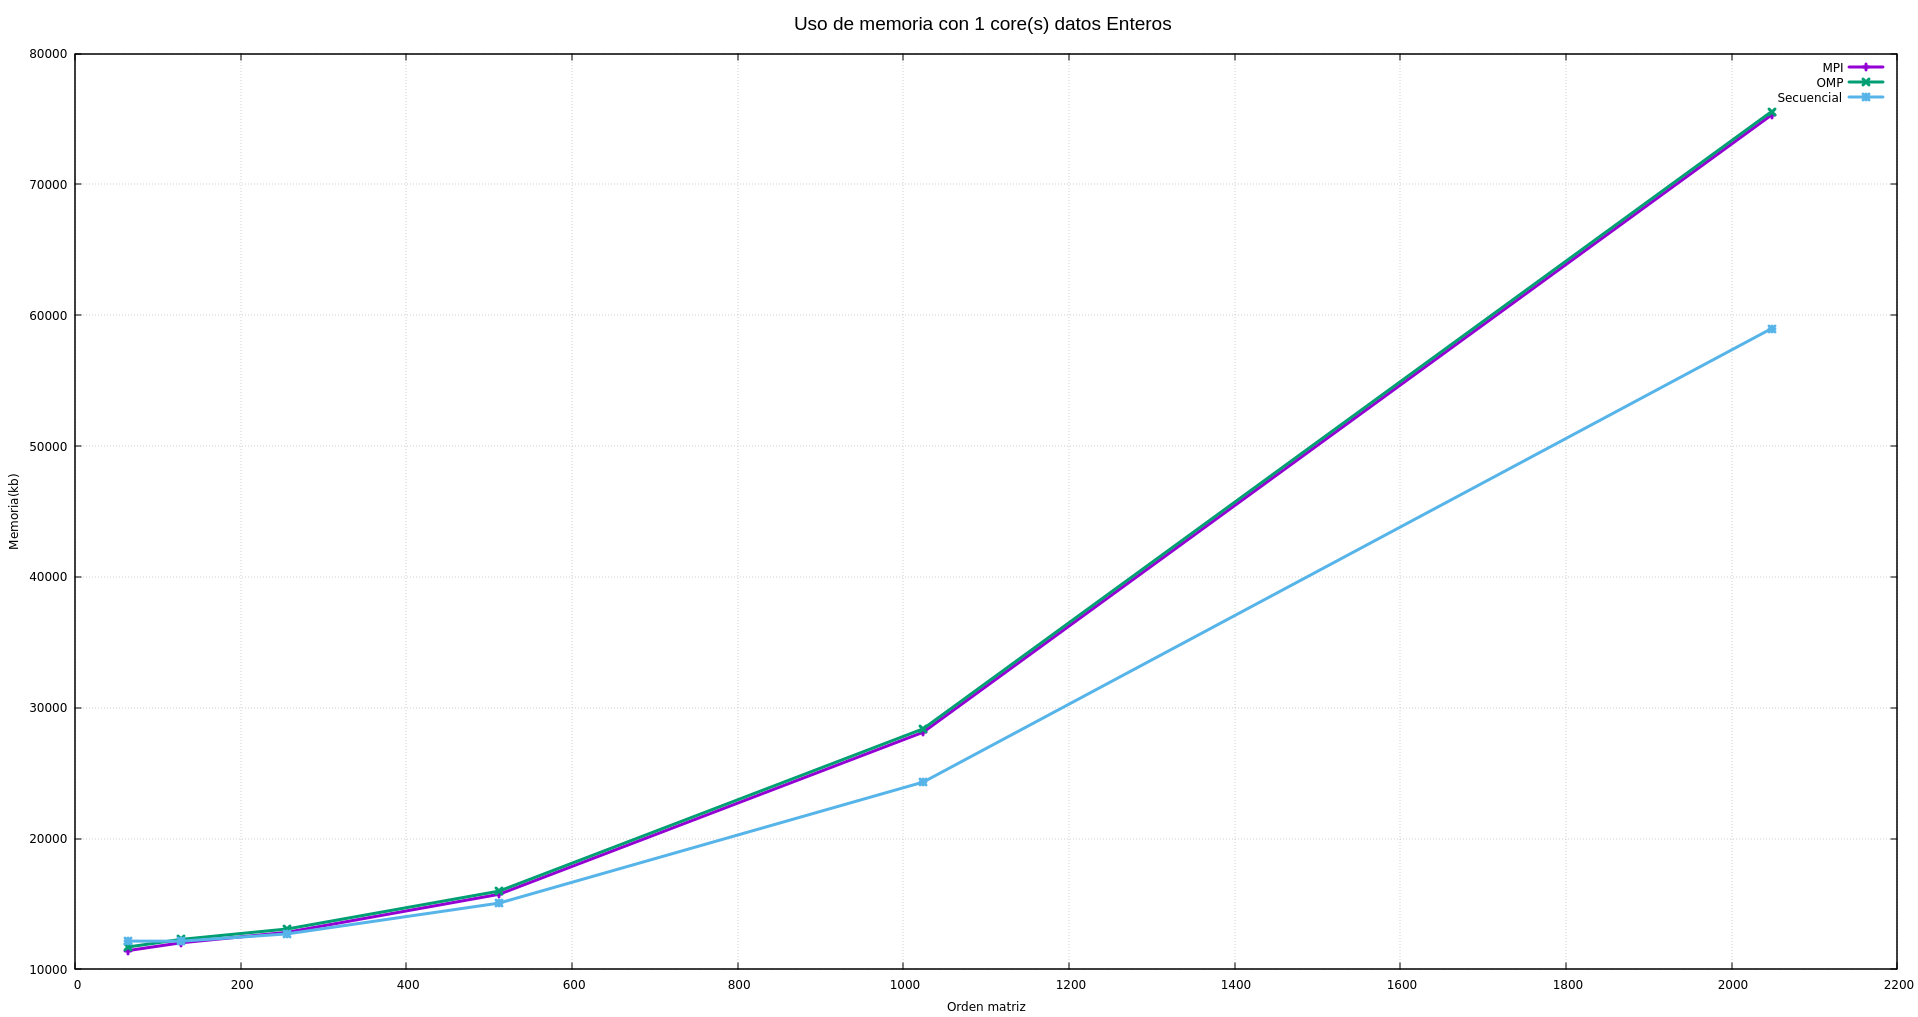 Uso de memoria con 1 core(s) datos Enteros
80000
70000
60000
50000
40000
30000
20000
10000
Memoria(kb)
MPI
OMP
Secuencial
0 200 400 600 800 1000 1200 1400 1600 1800 2000 2200
Orden matriz